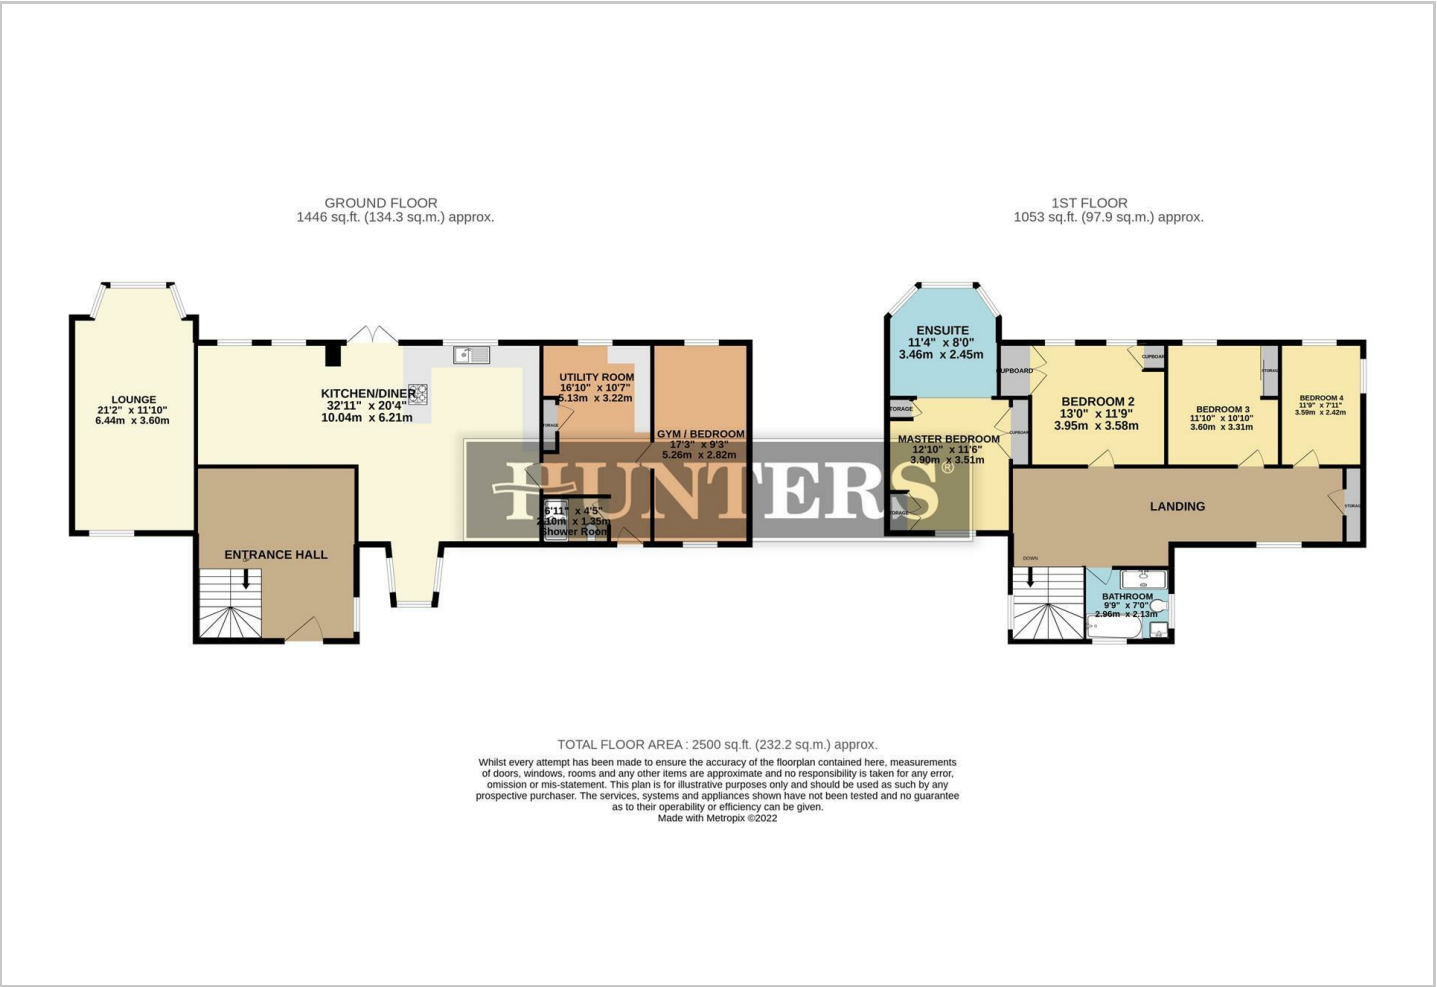 GROUND FLOOR
1446 sq.ft. (134.3 sq.m.) approx.
1ST FLOOR
1053 sq.ft. (97.9 sq.m.) approx.
LOUNGE
21'2" x 11'10"
6.44m x 3.60m
KITCHEN/DINER
32'11" x 20'4"
10.04m x 6.21m
UTILITY ROOM
16'10" x 10'7"
5.13m x 3.22m
GYM / BEDROOM
17'3" x 9'3"
5.26m x 2.82m
6'11" x 4'5"
2.10m x 1.35m
Shower Room
ENTRANCE HALL
UP
ENSUITE
11'4" x 8'0"
3.46m x 2.45m
CUPBOARD
CUPBOARD
STORAGE
STORAGE
CUPBOARD
MASTER BEDROOM
12'10" x 11'6"
3.90m x 3.51m
STORAGE
BEDROOM 2
13'0" x 11'9"
3.95m x 3.58m
BEDROOM 3
11'10" x 10'10"
3.60m x 3.31m
STORAGE
BEDROOM 4
11'9" x 7'11"
3.59m x 2.42m
LANDING
STORAGE
DOWN
BATHROOM
9'9" x 7'0"
2.96m x 2.13m
HUNTERS®
TOTAL FLOOR AREA : 2500 sq.ft. (232.2 sq.m.) approx.
Whilst every attempt has been made to ensure the accuracy of the floorplan contained here, measurements
of doors, windows, rooms and any other items are approximate and no responsibility is taken for any error,
omission or mis-statement. This plan is for illustrative purposes only and should be used as such by any
prospective purchaser. The services, systems and appliances shown have not been tested and no guarantee
as to their operability or efficiency can be given.
Made with Metropix ©2022